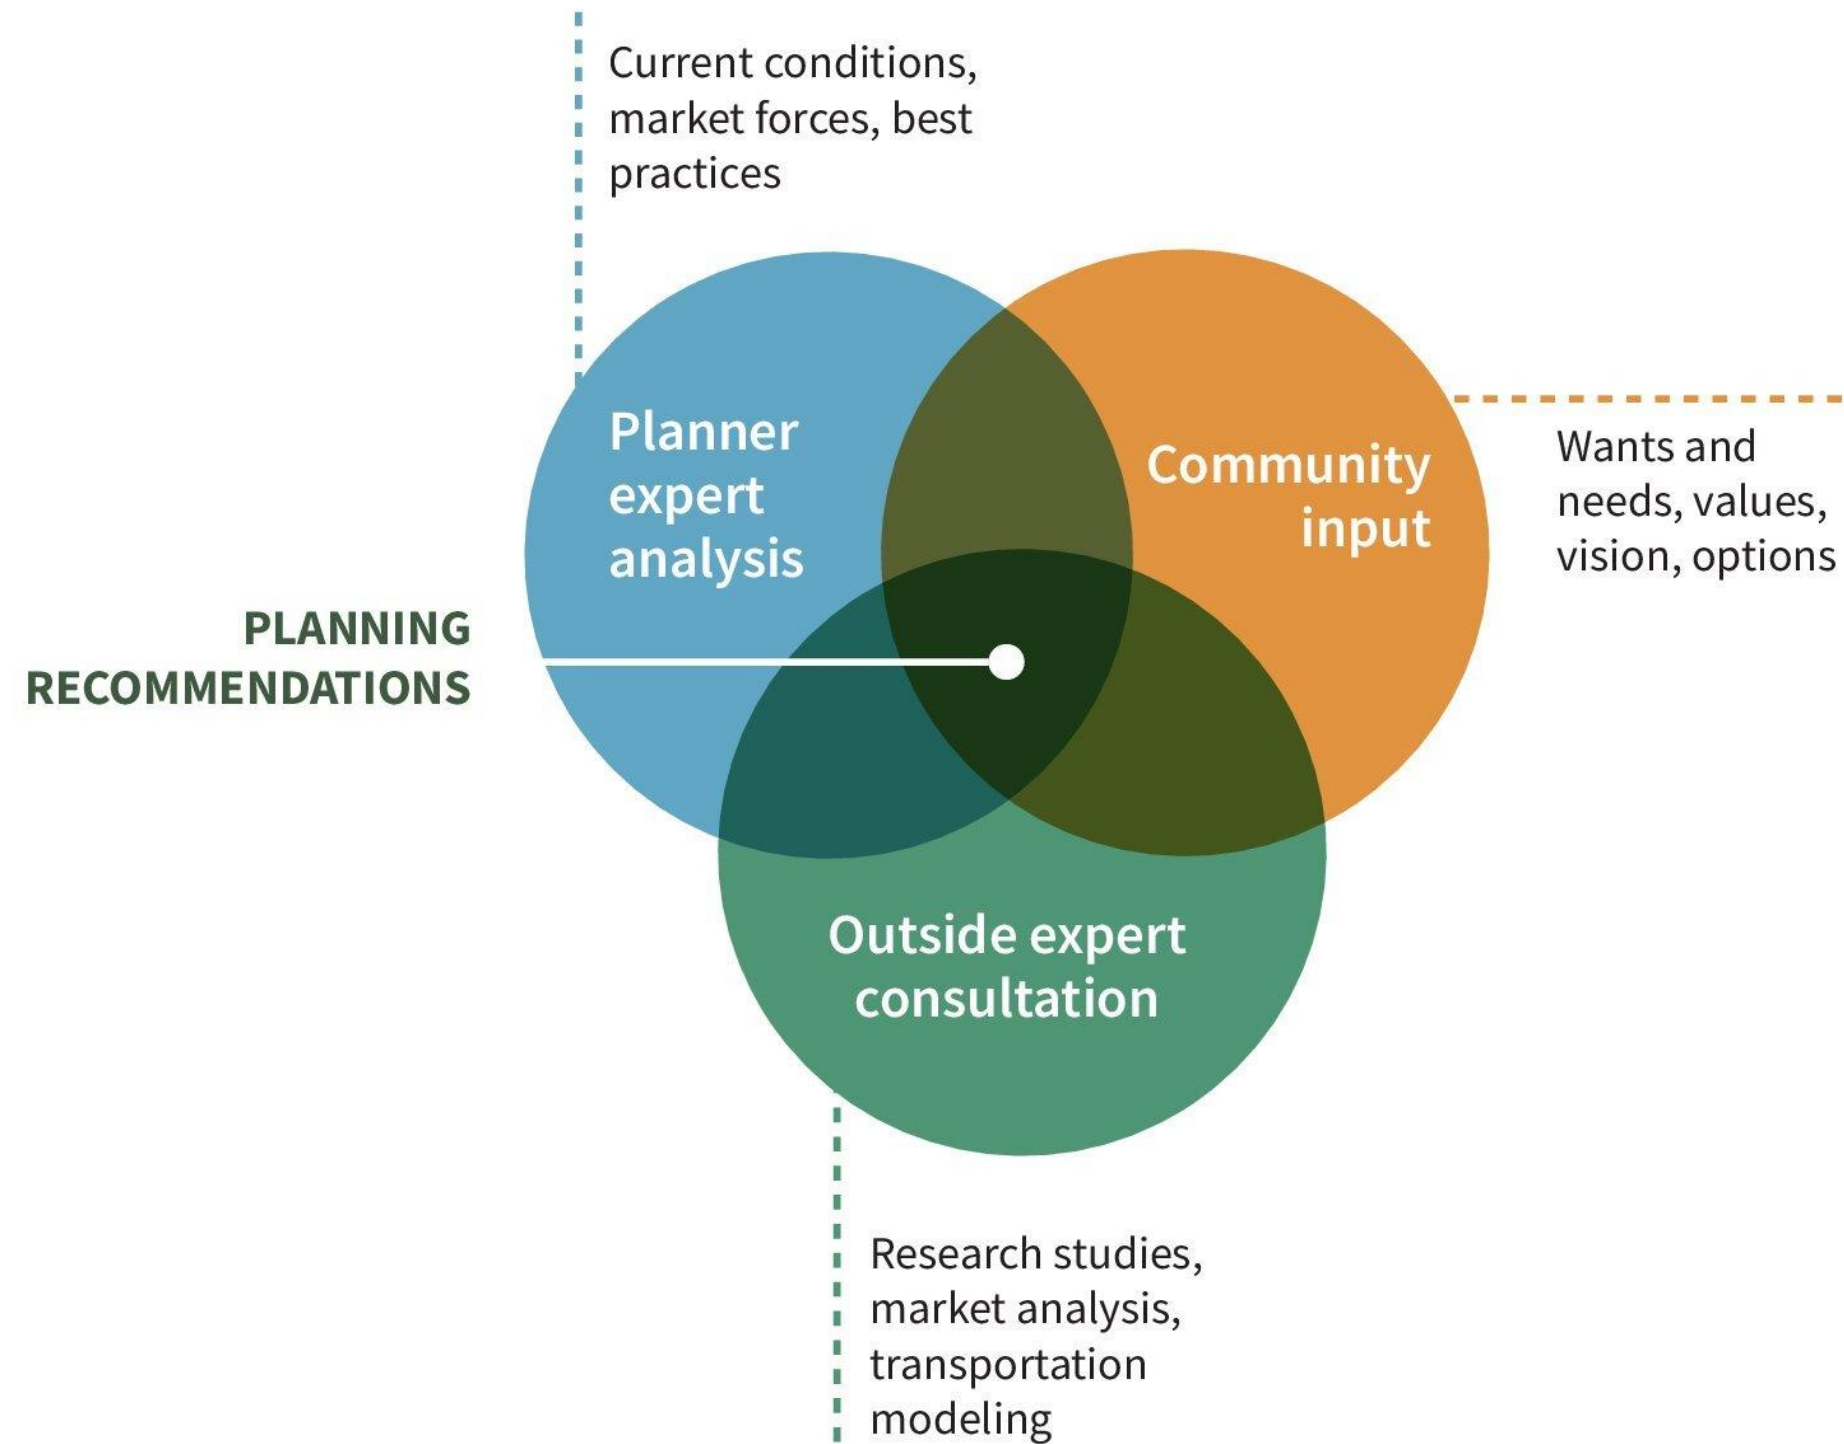 Current conditions,
market forces, best
practices
Planner
expert
analysis
Community
input
Wants and
needs, values,
vision, options
PLANNING
RECOMMENDATIONS
Outside expert
consultation
Research studies,
market analysis,
transportation
modeling